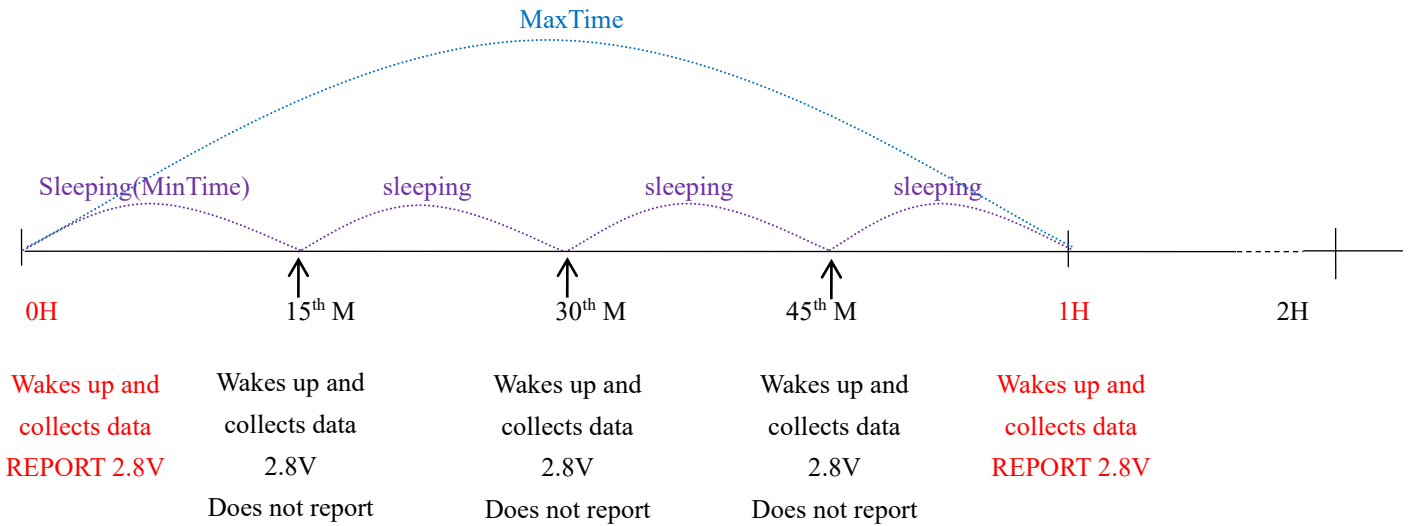 MaxTime
Sleeping(MinTime) sleeping sleeping sleeping
0H 15th M 30th M 45th M 1H 2H
Wakes up and Wakes up and Wakes up and Wakes up and Wakes up and
collects data collects data collects data collects data collects data
REPORT 2.8V 2.8V 2.8V 2.8V REPORT 2.8V
Does not report Does not report Does not report